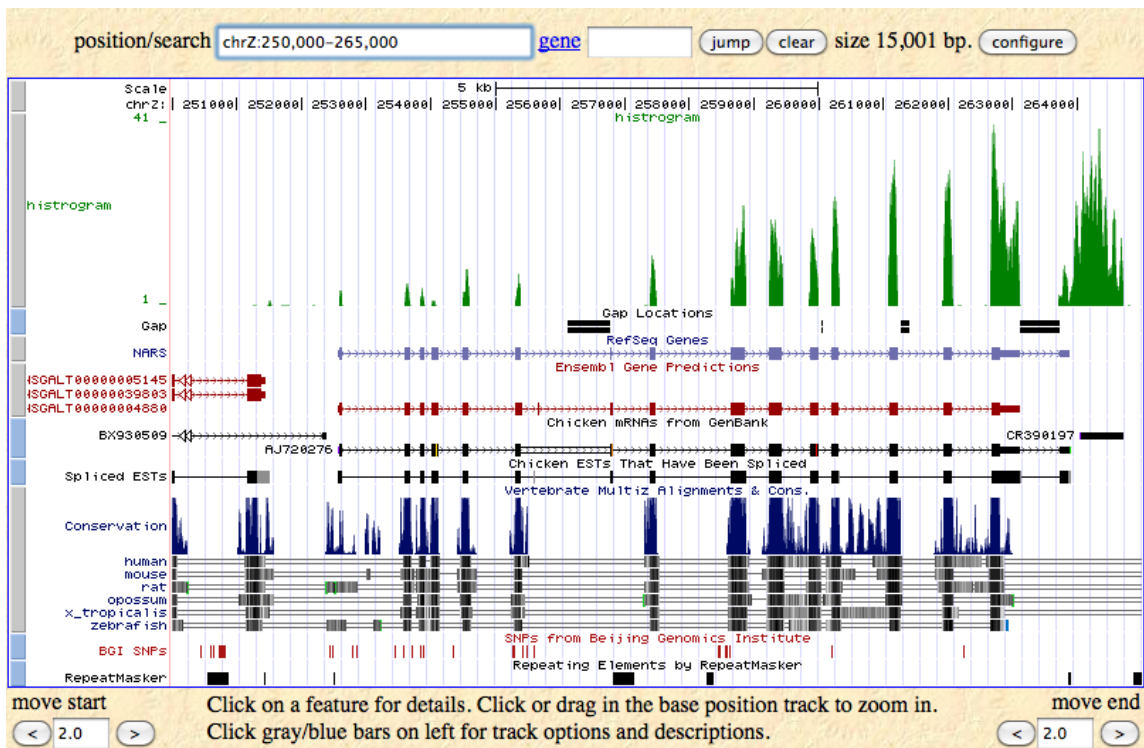 position/search chrZ:250,000-265,000 gene jump clear size 15,001 bp. configure
Scale 5 kb
chrZ: 251000 252000 253000 254000 255000 256000 257000 258000 259000 260000 261000 262000 263000 264000
41 _ histrogram
histrogram
1 _
Gap Locations
Gap
RefSeq Genes
NARS
Ensembl Gene Predictions
NSGALT00000005145
NSGALT00000039803
NSGALT00000004880
Chicken mRNAs from GenBank
BX930509 CR390197
AJ720276
Chicken ESTs That Have Been Spliced
Spliced ESTs
Vertebrate Multiz Alignments & Cons.
Conservation
human
mouse
rat
opossum
x_tropicalis
zebrafish
SNPs from Beijing Genomics Institute
BGI SNPs
Repeating Elements by RepeatMasker
RepeatMasker
move start Click on a feature for details. Click or drag in the base position track to zoom in. move end
< 2.0 > Click gray/blue bars on left for track options and descriptions. < 2.0 >